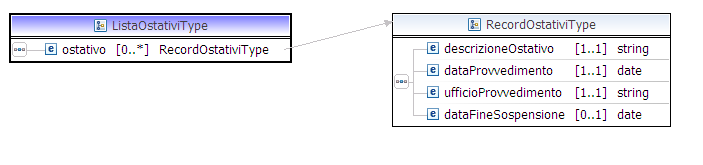 ListaOstativiType
e ostativo [0..*] RecordOstativiType
RecordOstativiType
e descrizioneOstativo [1..1] string
e dataProvvedimento [1..1] date
e ufficioProvvedimento [1..1] string
e dataFineSospensione [0..1] date